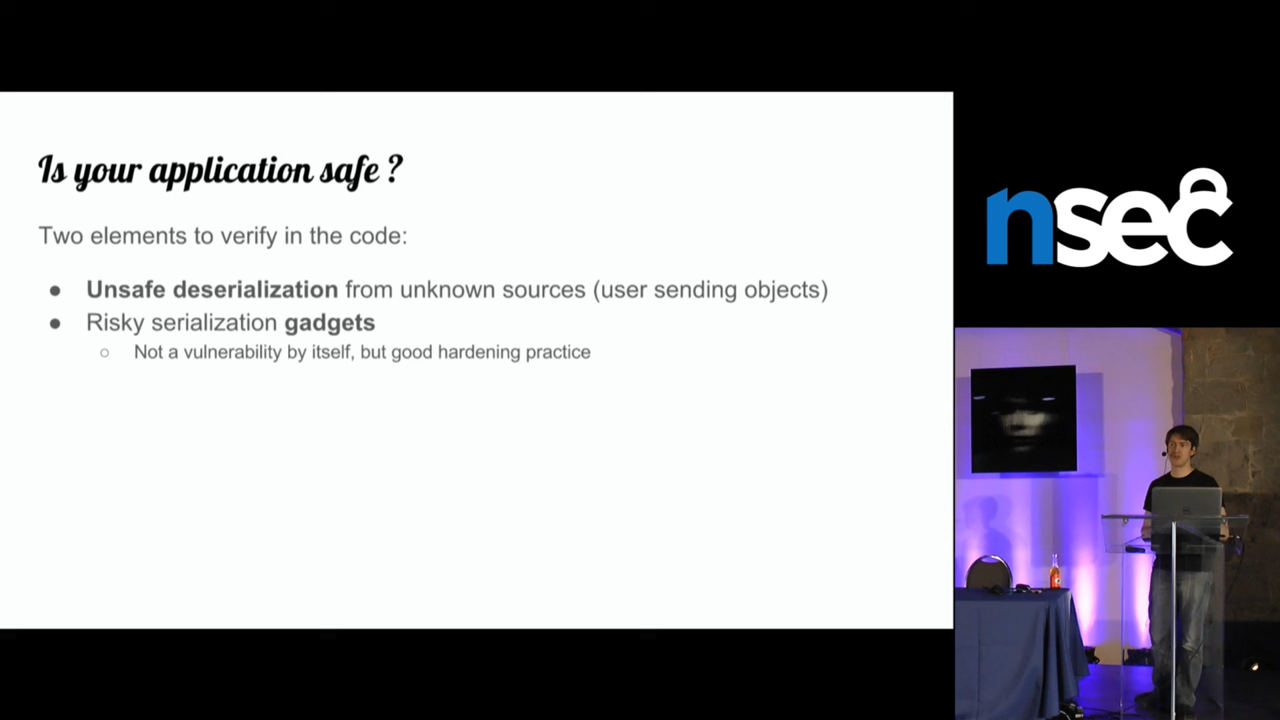 Is your application safe ?
Two elements to verify in the code:
● Unsafe deserialization from unknown sources (user sending objects)
● Risky serialization gadgets
○ Not a vulnerability by itself, but good hardening practice
nsec